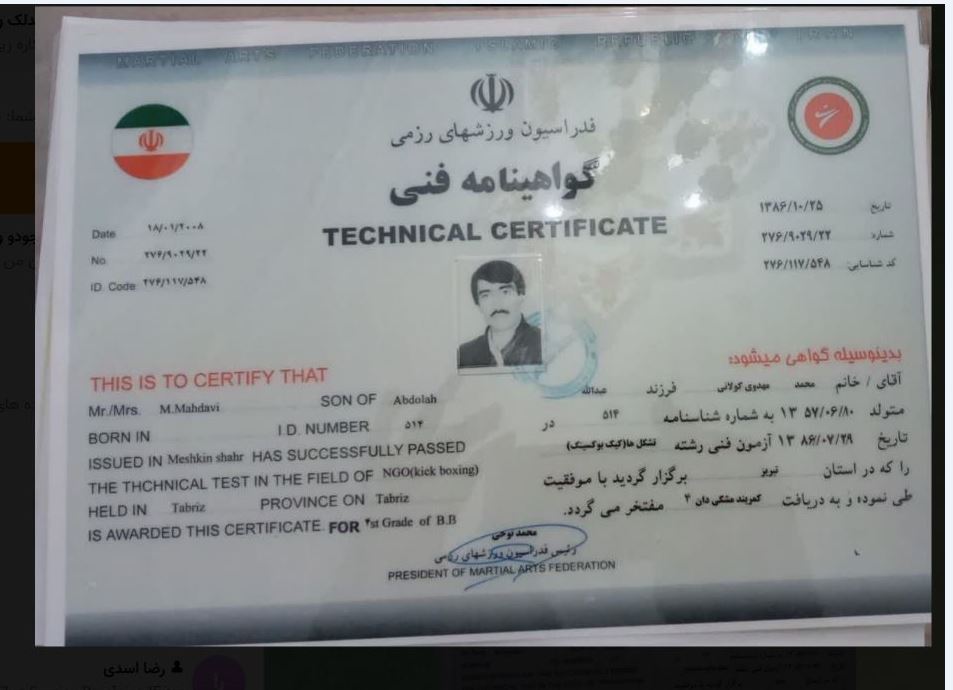 MARTIAL ARTS FEDERATION ISLAMIC REPUBLIC OF IRAN
فدراسیون ورزشهای رزمی
گواهینامه فنی
TECHNICAL CERTIFICATE
Date ۱۸/۰۱/۲۰۰۸
No ۲۷۶/۹۰۲۹/۲۲
ID Code ۲۷۶/۱۱۷/۵۴۸
تاریخ ۱۳۸۶/۱۰/۲۵
شماره ۲۷۶/۹۰۲۹/۲۲
کد شناسایی: ۲۷۶/۱۱۷/۵۴۸
THIS IS TO CERTIFY THAT
Mr./Mrs. M.Mahdavi SON OF Abdolah
BORN IN I.D. NUMBER ۵۱۴
ISSUED IN Meshkin shahr HAS SUCCESSFULLY PASSED
THE THCHNICAL TEST IN THE FIELD OF NGO(kick boxing)
HELD IN Tabriz PROVINCE ON Tabriz
IS AWARDED THIS CERTIFICATE FOR ۴st Grade of B.B
بدینوسیله گواهی میشود:
آقای / خانم محمد مهدوی کولانی فرزند عبدالله
متولد ۱۳ ۵۷/۰۶/۸۰ به شماره شناسنامه ۵۱۴ در
تاریخ ۱۳ ۸۶/۰۷/۲۹ آزمون فنی رشته تشکل ها(کیک بوکسینگ)
را که در استان تبریز برگزار گردید با موفقیت
طی نموده و به دریافت کمربند مشکی دان ۴ مفتخر می گردد.
محمد نوحی
رئیس فدراسیون ورزشهای رزمی
PRESIDENT OF MARTIAL ARTS FEDERATION
رضا اسدی